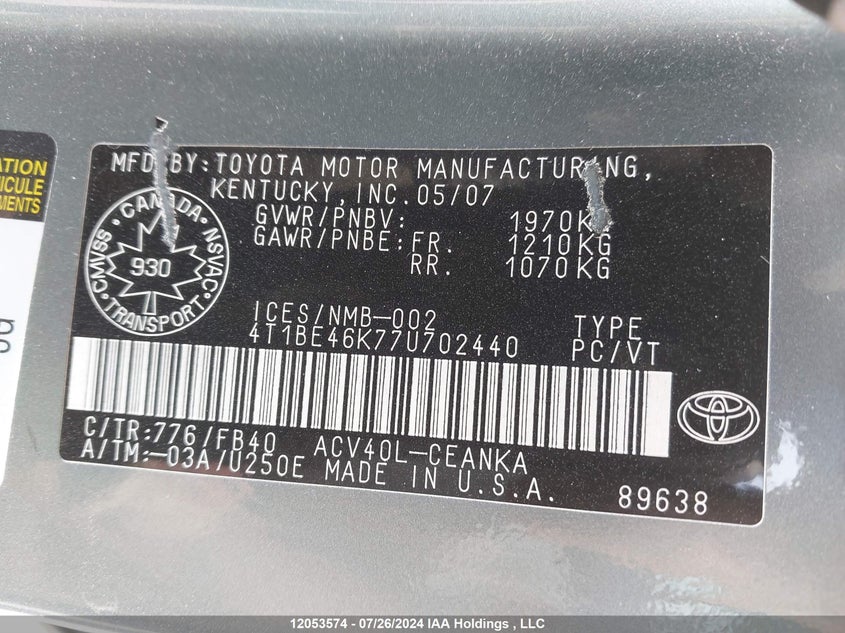 ATION
VEHICULE
MENTS
MFD. BY: TOYOTA MOTOR MANUFACTURING,
KENTUCKY, INC. 05/07
GVWR/PNBV: 1970KG
GAWR/PNBE: FR. 1210KG
RR. 1070KG
CANADA
CMVSS • NSVAC
930
TRANSPORT
ICES/NMB-002
4T1BE46K77U702440
TYPE
PC/VT
C/TR:776/FB40 ACV40L-CEANKA
A/TM:-03A/U250E MADE IN U.S.A.
89638
12053574 - 07/26/2024 IAA Holdings , LLC